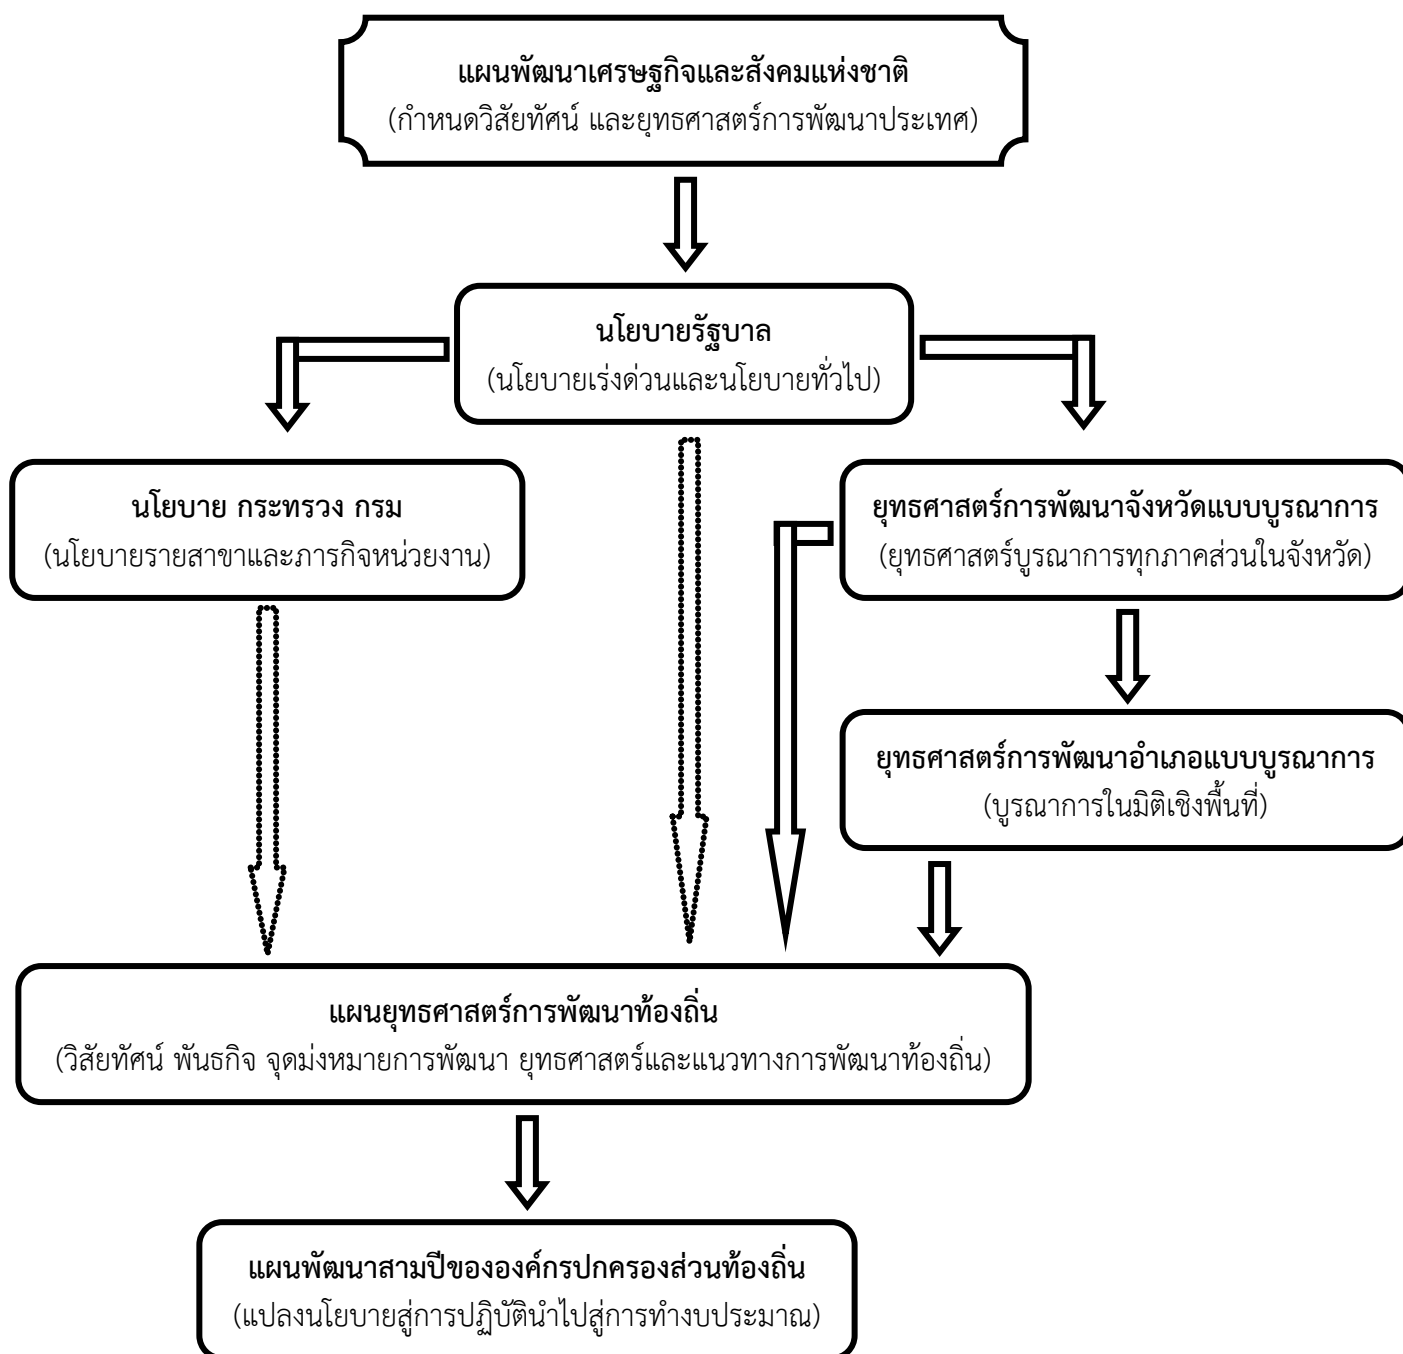 แผนพัฒนาเศรษฐกิจและสังคมแห่งชาติ
(กำหนดวิสัยทัศน์ และยุทธศาสตร์การพัฒนาประเทศ)
นโยบายรัฐบาล
(นโยบายเร่งด่วนและนโยบายทั่วไป)
นโยบาย กระทรวง กรม
(นโยบายรายสาขาและภารกิจหน่วยงาน)
ยุทธศาสตร์การพัฒนาจังหวัดแบบบูรณาการ
(ยุทธศาสตร์บูรณาการทุกภาคส่วนในจังหวัด)
ยุทธศาสตร์การพัฒนาอำเภอแบบบูรณาการ
(บูรณาการในมิติเชิงพื้นที่)
แผนยุทธศาสตร์การพัฒนาท้องถิ่น
(วิสัยทัศน์ พันธกิจ จุดม่งหมายการพัฒนา ยุทธศาสตร์และแนวทางการพัฒนาท้องถิ่น)
แผนพัฒนาสามปีขององค์กรปกครองส่วนท้องถิ่น
(แปลงนโยบายสู่การปฏิบัตินำไปสู่การทำงบประมาณ)